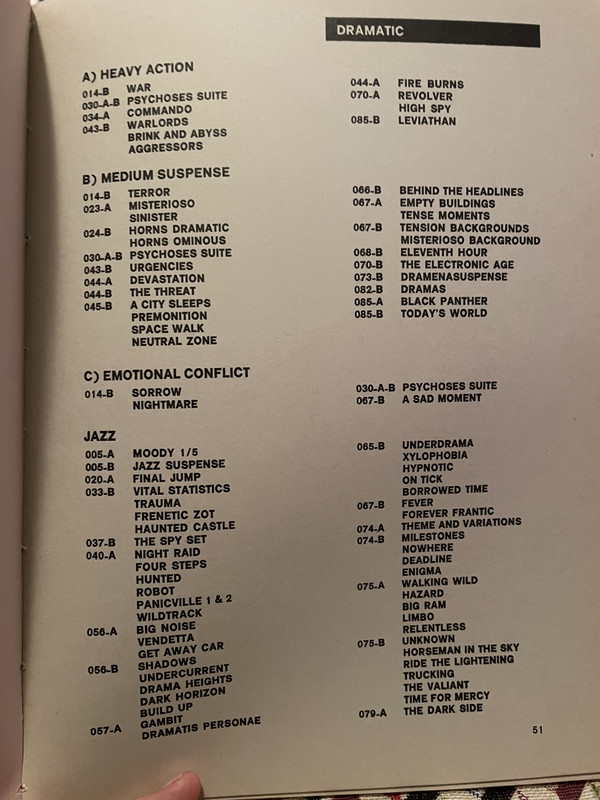 DRAMATIC
A) HEAVY ACTION
014-B WAR
030-A-B PSYCHOSES SUITE
034-A COMMANDO
043-B WARLORDS
BRINK AND ABYSS
AGGRESSORS
044-A FIRE BURNS
070-A REVOLVER
HIGH SPY
085-B LEVIATHAN
B) MEDIUM SUSPENSE
014-B TERROR
023-A MISTERIOSO
SINISTER
024-B HORNS DRAMATIC
HORNS OMINOUS
030-A-B PSYCHOSES SUITE
043-B URGENCIES
044-A DEVASTATION
044-B THE THREAT
045-B A CITY SLEEPS
PREMONITION
SPACE WALK
NEUTRAL ZONE
066-B BEHIND THE HEADLINES
067-A EMPTY BUILDINGS
TENSE MOMENTS
067-B TENSION BACKGROUNDS
MISTERIOSO BACKGROUND
068-B ELEVENTH HOUR
070-B THE ELECTRONIC AGE
073-B DRAMENASUSPENSE
082-B DRAMAS
085-A BLACK PANTHER
085-B TODAY'S WORLD
C) EMOTIONAL CONFLICT
014-B SORROW
NIGHTMARE
030-A-B PSYCHOSES SUITE
067-B A SAD MOMENT
JAZZ
005-A MOODY 1/5
005-B JAZZ SUSPENSE
020-A FINAL JUMP
033-B VITAL STATISTICS
TRAUMA
FRENETIC ZOT
HAUNTED CASTLE
037-B THE SPY SET
040-A NIGHT RAID
FOUR STEPS
HUNTED
ROBOT
PANICVILLE 1 & 2
WILDTRACK
056-A BIG NOISE
VENDETTA
GET AWAY CAR
056-B SHADOWS
UNDERCURRENT
DRAMA HEIGHTS
DARK HORIZON
BUILD UP
057-A GAMBIT
DRAMATIS PERSONAE
065-B UNDERDRAMA
XYLOPHOBIA
HYPNOTIC
ON TICK
BORROWED TIME
067-B FEVER
FOREVER FRANTIC
074-A THEME AND VARIATIONS
074-B MILESTONES
NOWHERE
DEADLINE
ENIGMA
075-A WALKING WILD
HAZARD
BIG RAM
LIMBO
RELENTLESS
075-B UNKNOWN
HORSEMAN IN THE SKY
RIDE THE LIGHTENING
TRUCKING
THE VALIANT
TIME FOR MERCY
079-A THE DARK SIDE
51